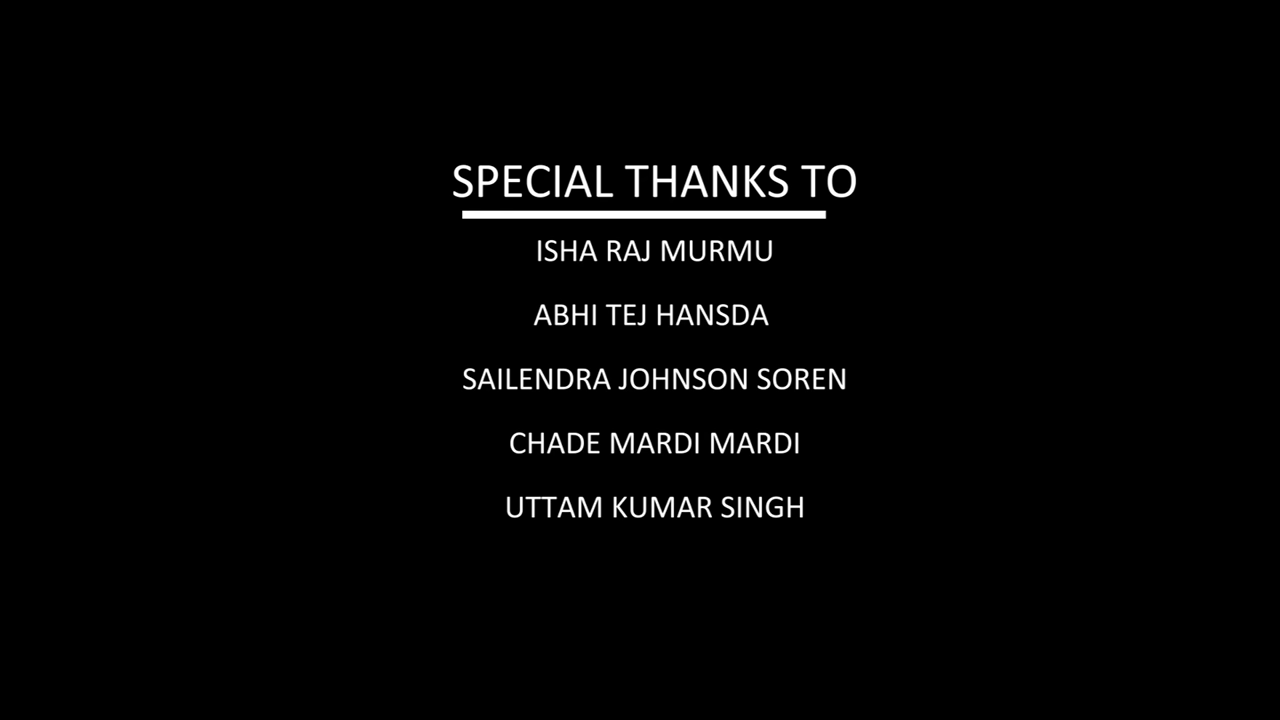 SPECIAL THANKS TO
ISHA RAJ MURMU
ABHI TEJ HANSDA
SAILENDRA JOHNSON SOREN
CHADE MARDI MARDI
UTTAM KUMAR SINGH